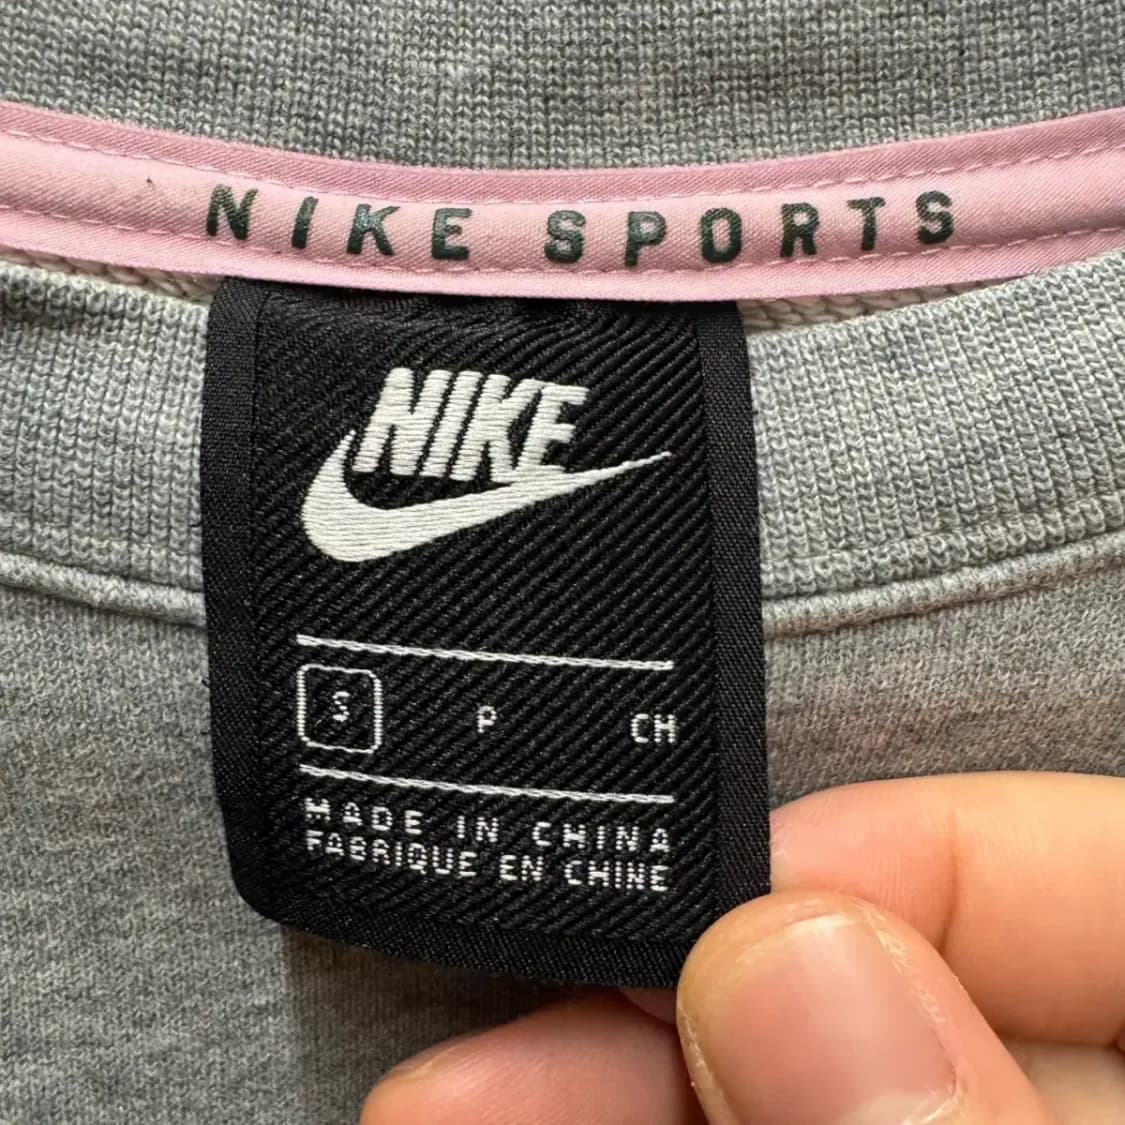 NIKE SPORTS
NIKE
S P CH
MADE IN CHINA
FABRIQUE EN CHINE